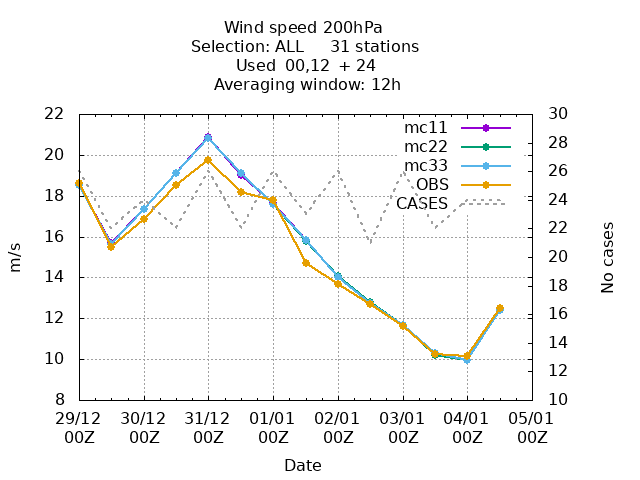 Wind speed 200hPa
Selection: ALL     31 stations
Used  00,12  + 24
Averaging window: 12h
22
20
18
16
14
12
10
8
m/s
30
28
26
24
22
20
18
16
14
12
10
No cases
mc11
mc22
mc33
OBS
CASES
29/12 30/12 31/12 01/01 02/01 03/01 04/01 05/01
00Z 00Z 00Z 00Z 00Z 00Z 00Z 00Z
Date